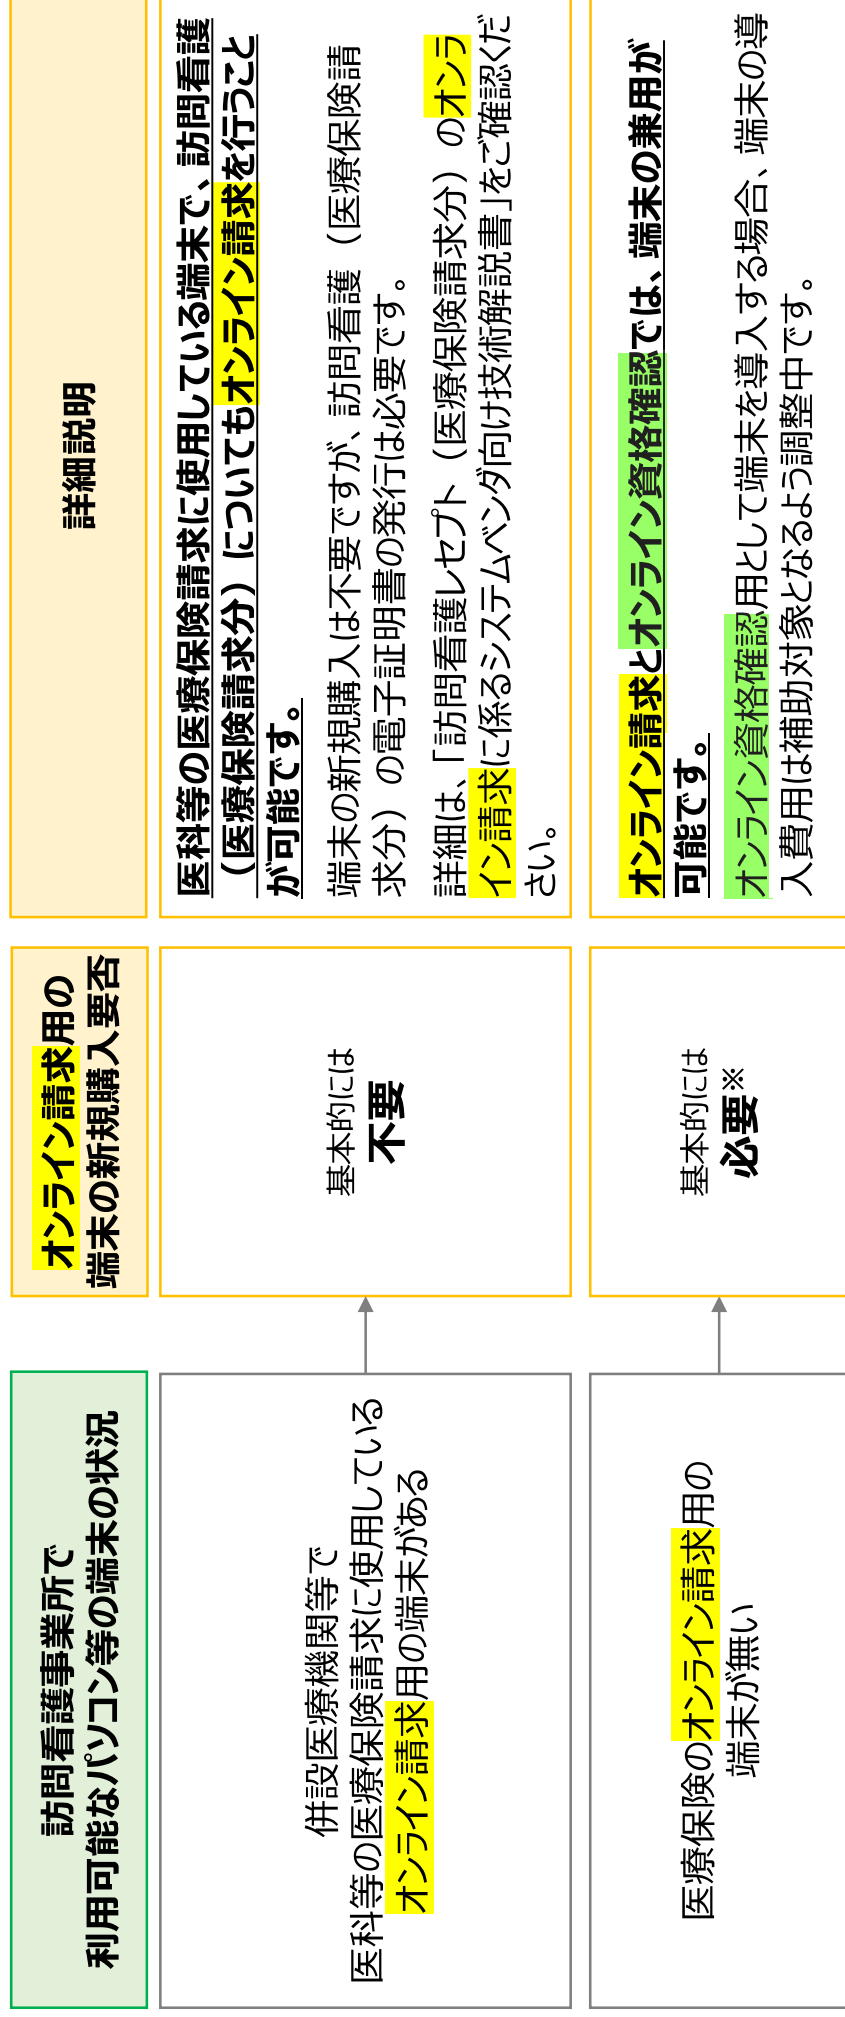 訪問看護事業所で
利用可能なパソコン等の端末の状況
オンライン請求用の
端末の新規購入要否
詳細説明
併設医療機関等で
医科等の医療保険請求に使用している
オンライン請求用の端末がある
基本的には
不要
医科等の医療保険請求に使用している端末で、訪問看護
（医療保険請求分）についてもオンライン請求を行うこと
が可能です。
端末の新規購入は不要ですが、訪問看護（医療保険請
求分）の電子証明書の発行は必要です。
詳細は、「訪問看護レセプト（医療保険請求分）のオンラ
イン請求に係るシステムベンダ向け技術解説書」をご確認くだ
さい。
医療保険のオンライン請求用の
端末が無い
基本的には
必要※
オンライン請求とオンライン資格確認では、端末の兼用が
可能です。
オンライン資格確認用として端末を導入する場合、端末の導
入費用は補助対象となるよう調整中です。